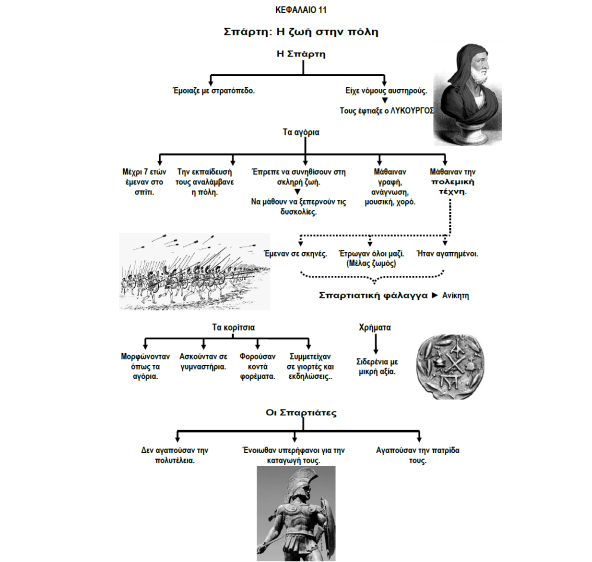 ΚΕΦΑΛΑΙΟ 11
Σπάρτη: Η ζωή στην πόλη
Η Σπάρτη
Έμοιαζε με στρατόπεδο.
Είχε νόμους αυστηρούς.
Τους έφτιαξε ο ΛΥΚΟΥΡΓΟΣ
Τα αγόρια
Μέχρι 7 ετών
έμεναν στο
σπίτι.
Την εκπαίδευσή
τους αναλάμβανε
η πόλη.
Έπρεπε να συνηθίσουν στη
σκληρή ζωή.
Να μάθουν να ξεπερνούν τις
δυσκολίες.
Μάθαιναν
γραφή,
ανάγνωση,
μουσική, χορό.
Μάθαιναν την
πολεμική
τέχνη.
Έμεναν σε σκηνές.
Έτρωγαν όλοι μαζί.
(Μέλας ζωμός)
Ήταν αγαπημένοι.
Σπαρτιατική φάλαγγα ► Ανίκητη
Τα κορίτσια
Μορφώνονταν
όπως τα
αγόρια.
Ασκούνταν σε
γυμναστήρια.
Φορούσαν
κοντά
φορέματα.
Συμμετείχαν
σε γιορτές και
εκδηλώσεις..
Χρήματα
Σιδερένια με
μικρή αξία.
Οι Σπαρτιάτες
Δεν αγαπούσαν την
πολυτέλεια.
Ένοιωθαν υπερήφανοι για την
καταγωγή τους.
Αγαπούσαν την πατρίδα
τους.